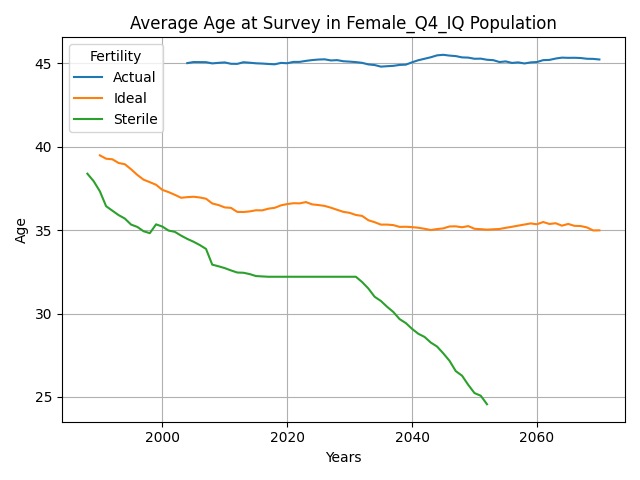 Average Age at Survey in Female_Q4_IQ Population
Fertility
Actual
Ideal
Sterile
45
40
35
30
25
Age
2000
2020
2040
2060
Years